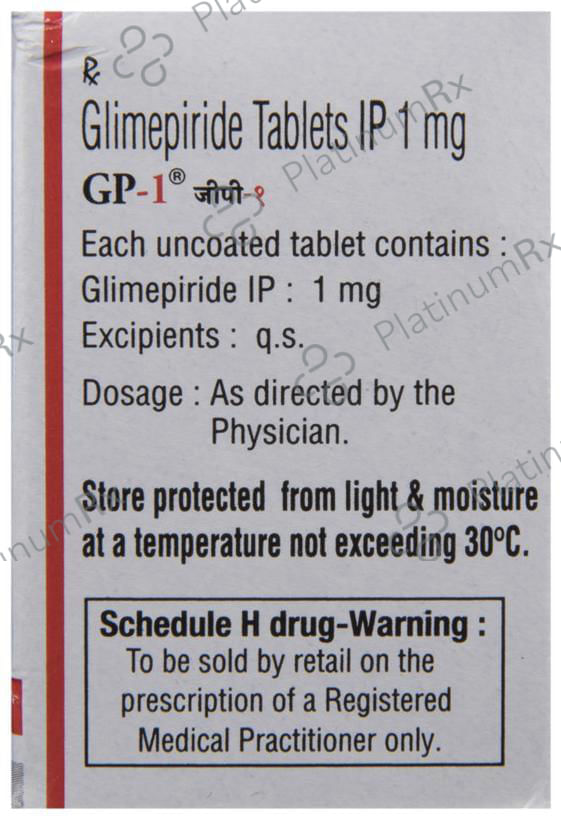 ℞
Glimepiride Tablets IP 1 mg
GP-1® जीपी-१
Each uncoated tablet contains :
Glimepiride IP : 1 mg
Excipients : q.s.
Dosage : As directed by the
Physician.
Store protected from light & moisture
at a temperature not exceeding 30°C.
Schedule H drug-Warning :
To be sold by retail on the
prescription of a Registered
Medical Practitioner only.
PlatinumRx
PlatinumRx